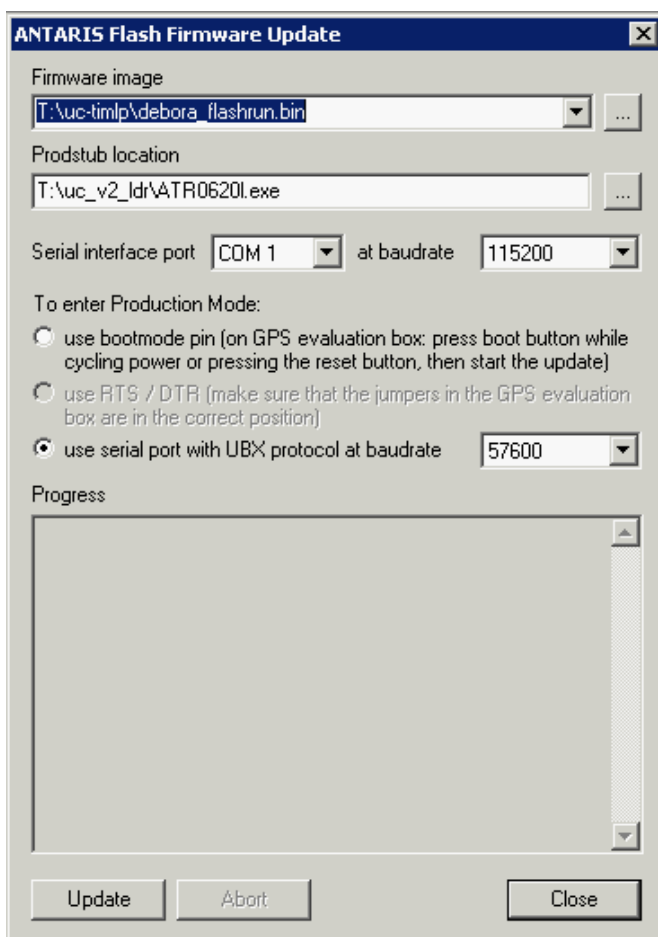 ANTARIS Flash Firmware Update
Firmware image
T:\uc-timlp\debora_flashrun.bin
...
Prodstub location
T:\uc_v2_ldr\ATR0620l.exe
...
Serial interface port COM 1 at baudrate 115200
To enter Production Mode:
use bootmode pin (on GPS evaluation box: press boot button while
cycling power or pressing the reset button, then start the update)
use RTS / DTR (make sure that the jumpers in the GPS evaluation
box are in the correct position)
use serial port with UBX protocol at baudrate 57600
Progress
Update Abort Close